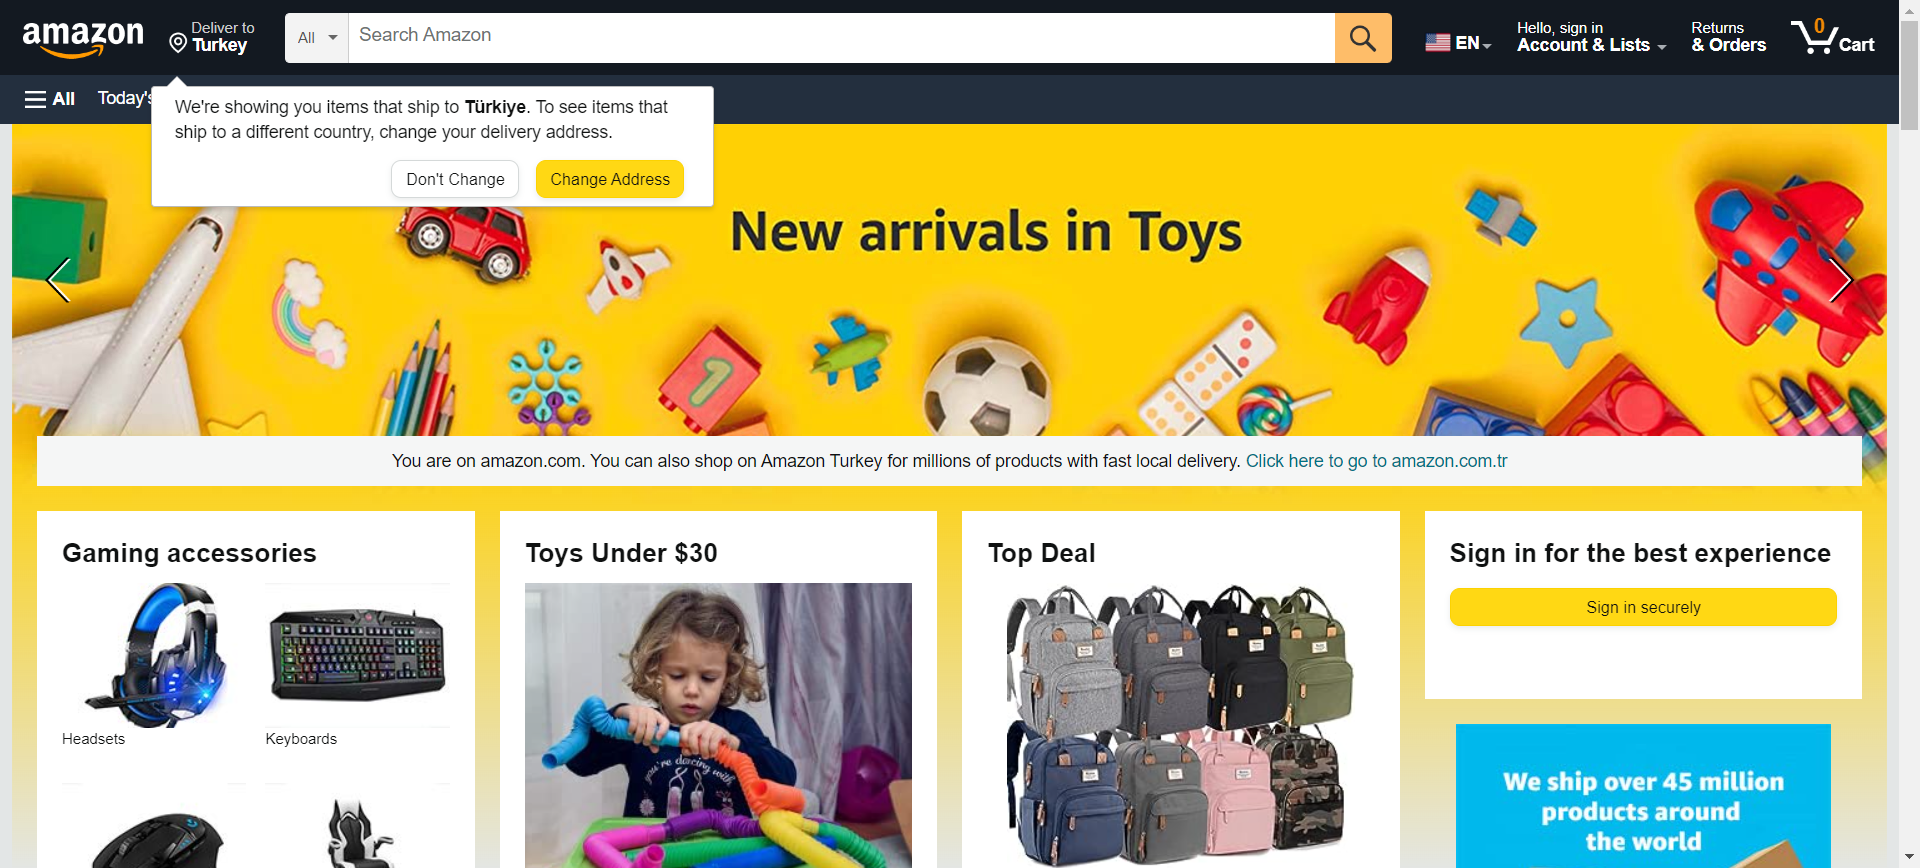 amazon
Deliver to
Turkey
All
Search Amazon
EN
Hello, sign in
Account & Lists
Returns
& Orders
0
Cart
All
Today's
We're showing you items that ship to Türkiye. To see items that
ship to a different country, change your delivery address.
Don't Change
Change Address
New arrivals in Toys
1
You are on amazon.com. You can also shop on Amazon Turkey for millions of products with fast local delivery. Click here to go to amazon.com.tr
Gaming accessories
Headsets
Keyboards
Toys Under $30
you're dancing with
Top Deal
Sign in for the best experience
Sign in securely
We ship over 45 million
products around
the world